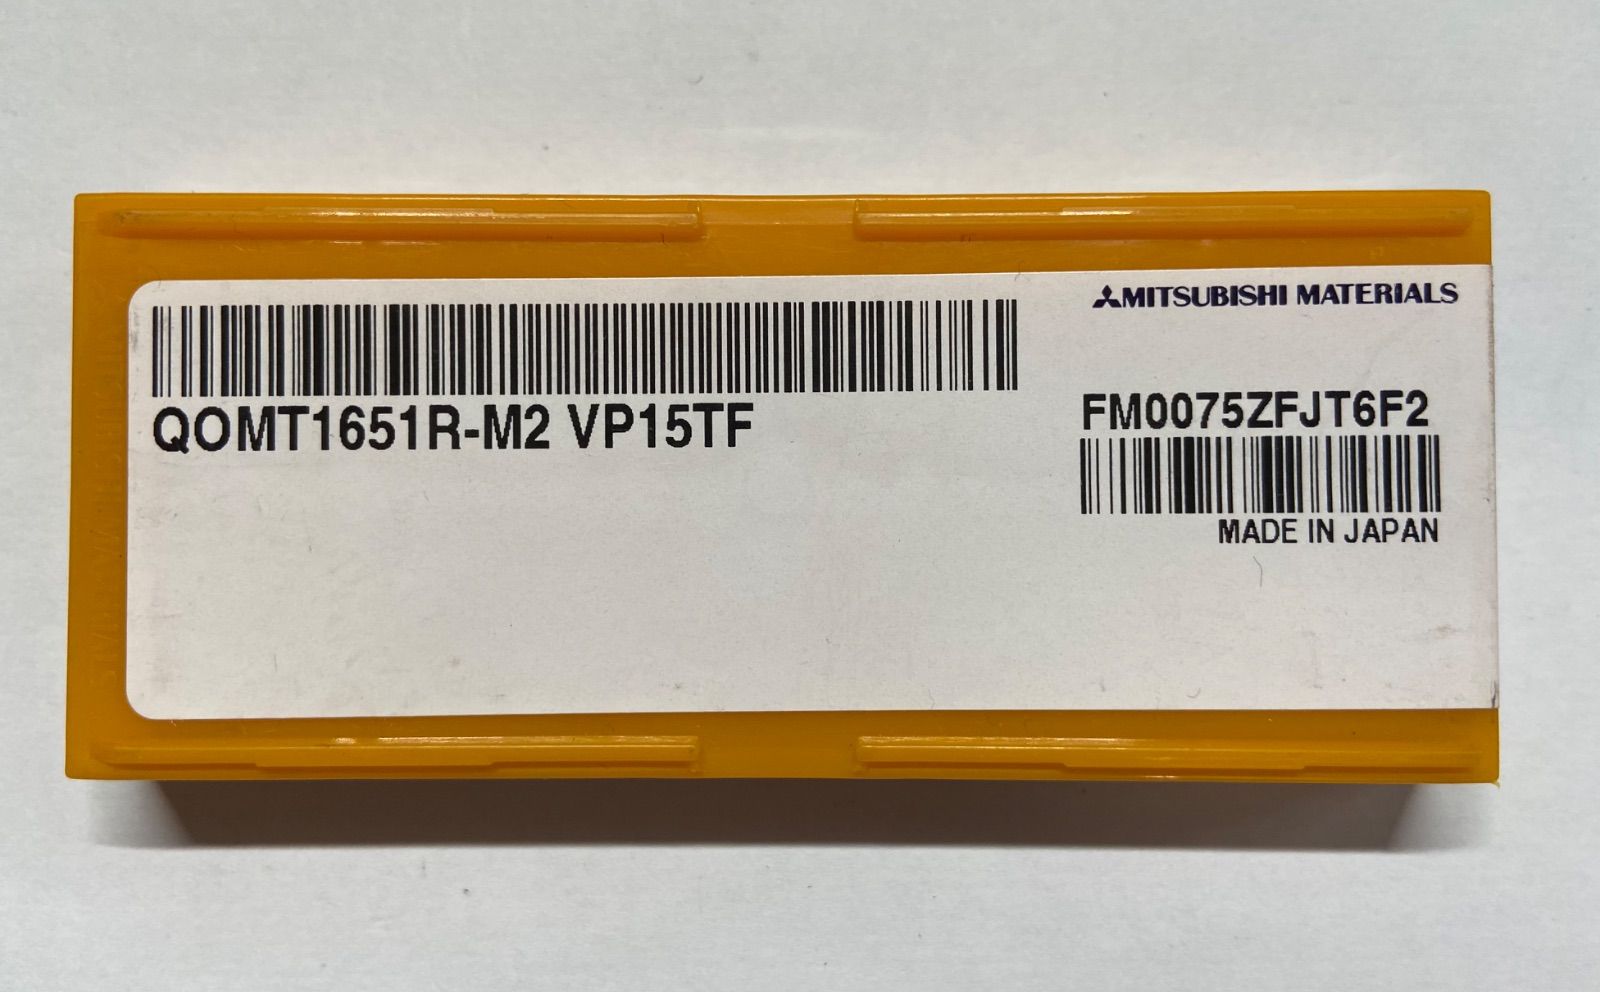 MITSUBISHI MATERIALS
QOMT1651R-M2 VP15TF
FM0075ZFJT6F2
MADE IN JAPAN